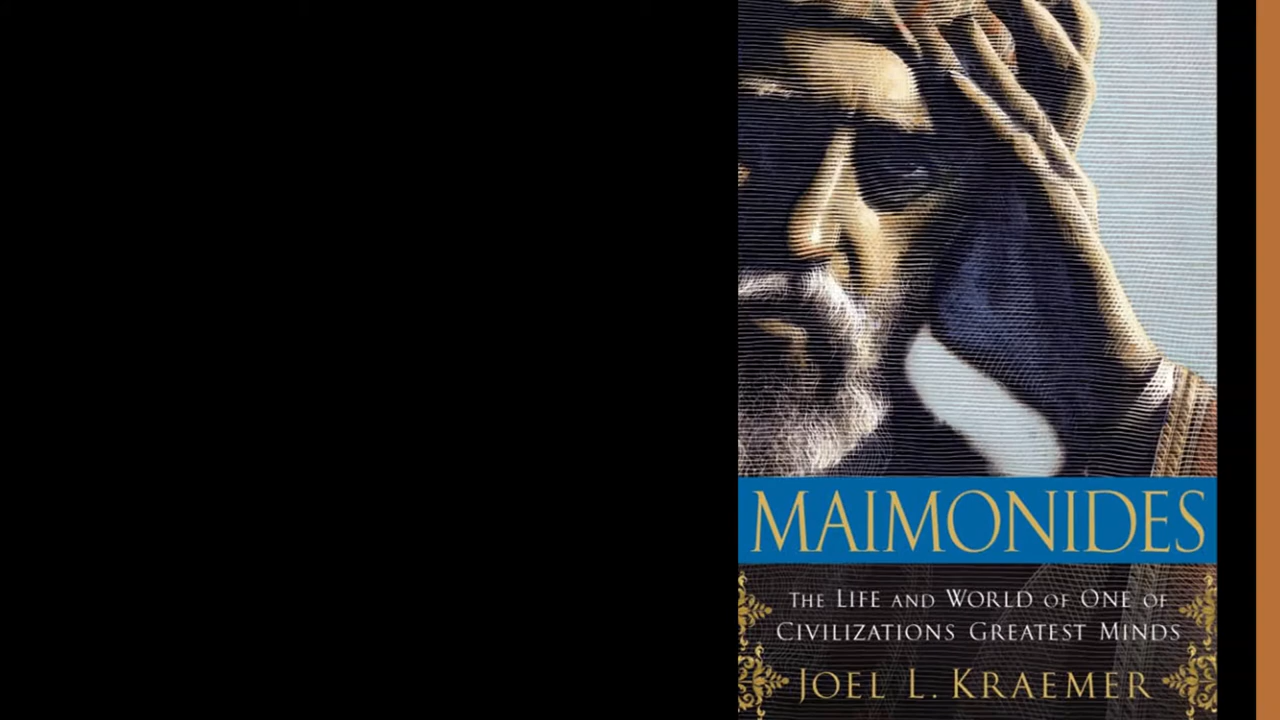 MAIMONIDES
THE LIFE AND WORLD OF ONE OF
CIVILIZATIONS GREATEST MINDS
JOEL L. KRAEMER